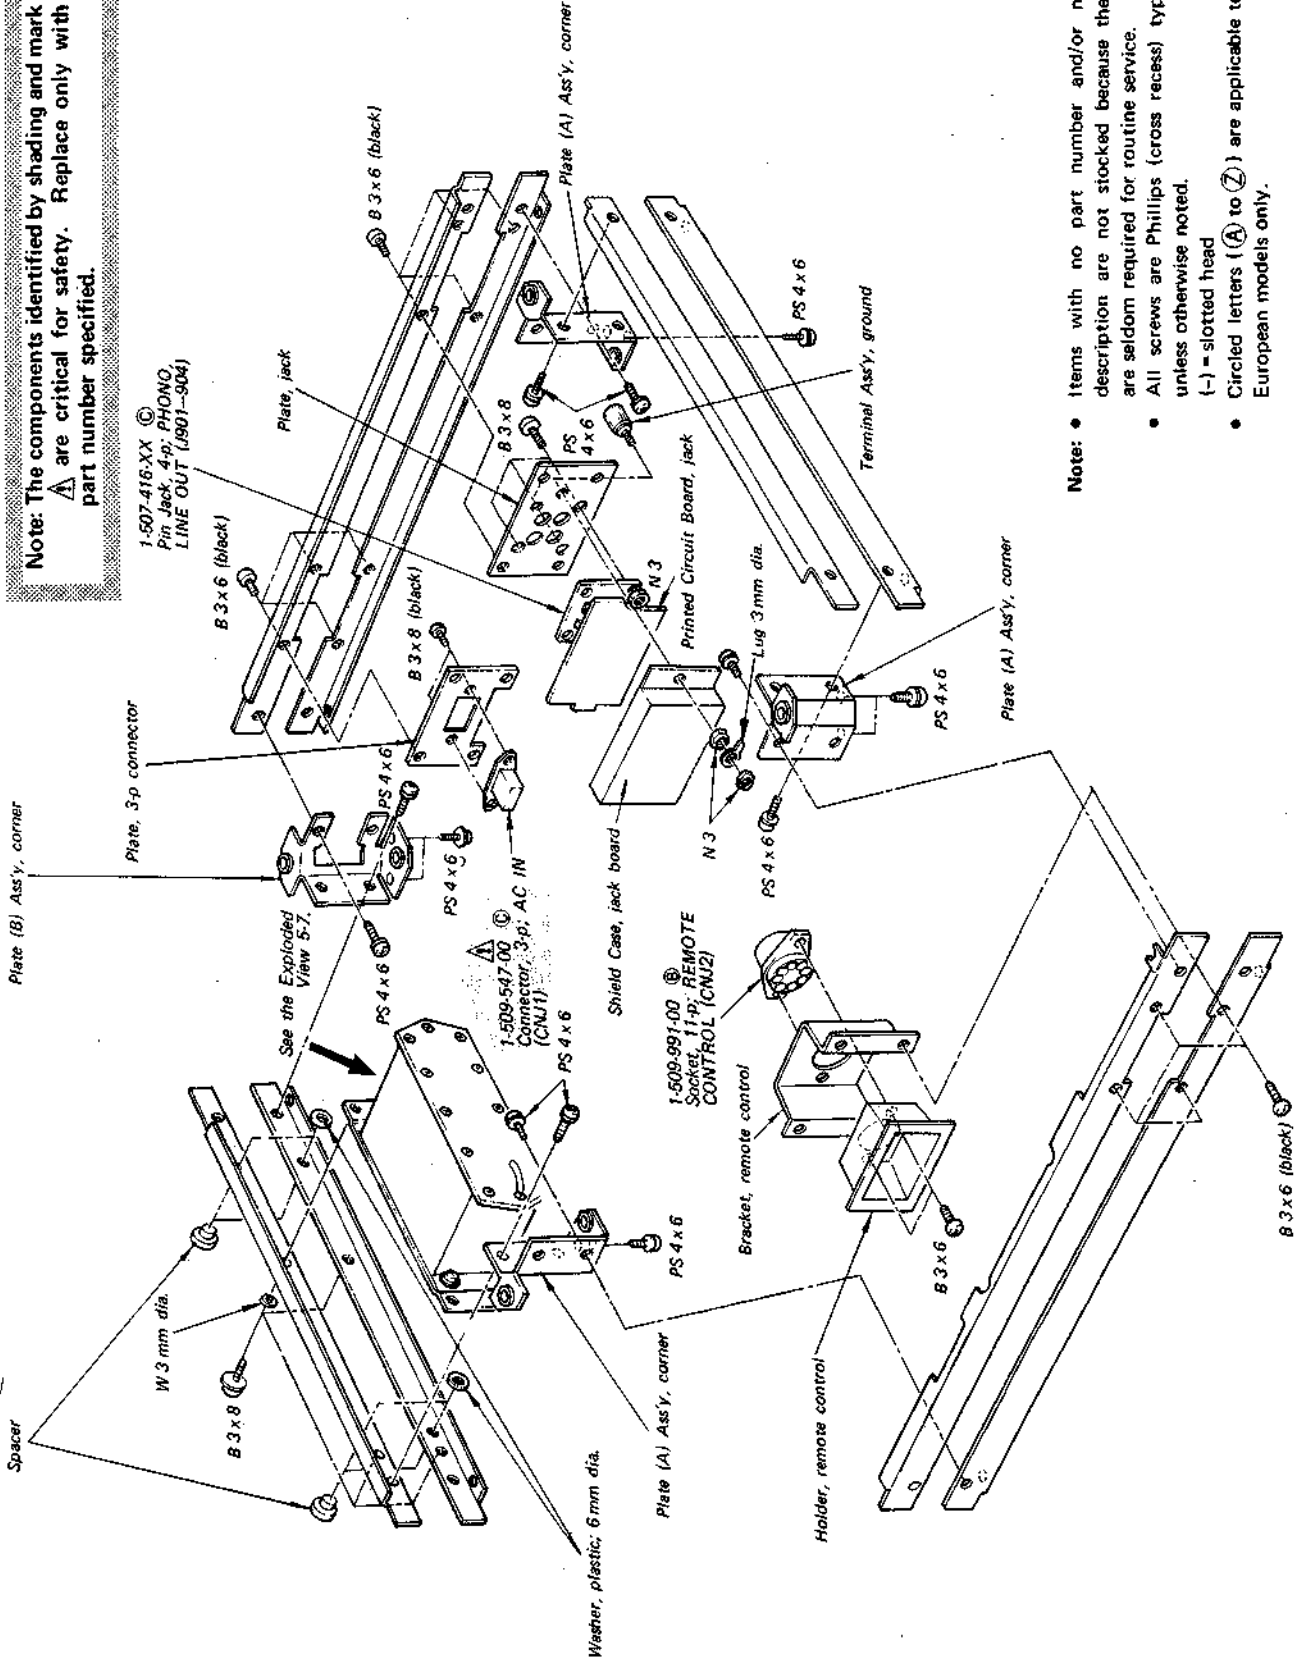 Note: The components identified by shading and mark
⚠ are critical for safety. Replace only with
part number specified.
Plate (B) Ass'y, corner
Plate, 3-p connector
B 3 x 6 (black)
1-507-416-XX Ⓒ
Pin Jack, 4-p; PHONO,
LINE OUT (J901–904)
Plate, jack
B 3 x 6 (black)
Plate (A) Ass'y, corner
Spacer
See the Exploded
View 5-7.
PS 4 x 6
PS 4 x 6
PS 4 x 6
B 3 x 8 (black)
B 3 x 8
PS
4 x 6
PS 4 x 6
W 3 mm dia.
B 3 x 8
⚠
1-509-547-00 Ⓒ
Connector, 3-p; AC IN
(CNJ1)
PS 4 x 6
N 3
Printed Circuit Board, jack
Terminal Ass'y, ground
Shield Case, jack board
Lug 3 mm dia.
N 3
PS 4 x 6
PS 4 x 6
Plate (A) Ass'y, corner
1-509-991-00 Ⓑ
Socket, 11-p; REMOTE
CONTROL (CNJ2)
Bracket, remote control
PS 4 x 6
Plate (A) Ass'y, corner
Washer, plastic; 6 mm dia.
Holder, remote control
B 3 x 6
B 3 x 6 (black)
Note: • Items with no part number and/or
description are not stocked because the
are seldom required for routine service.
• All screws are Phillips (cross recess)
unless otherwise noted.
(–) = slotted head
• Circled letters (Ⓐ to Ⓩ) are applicable
European models only.